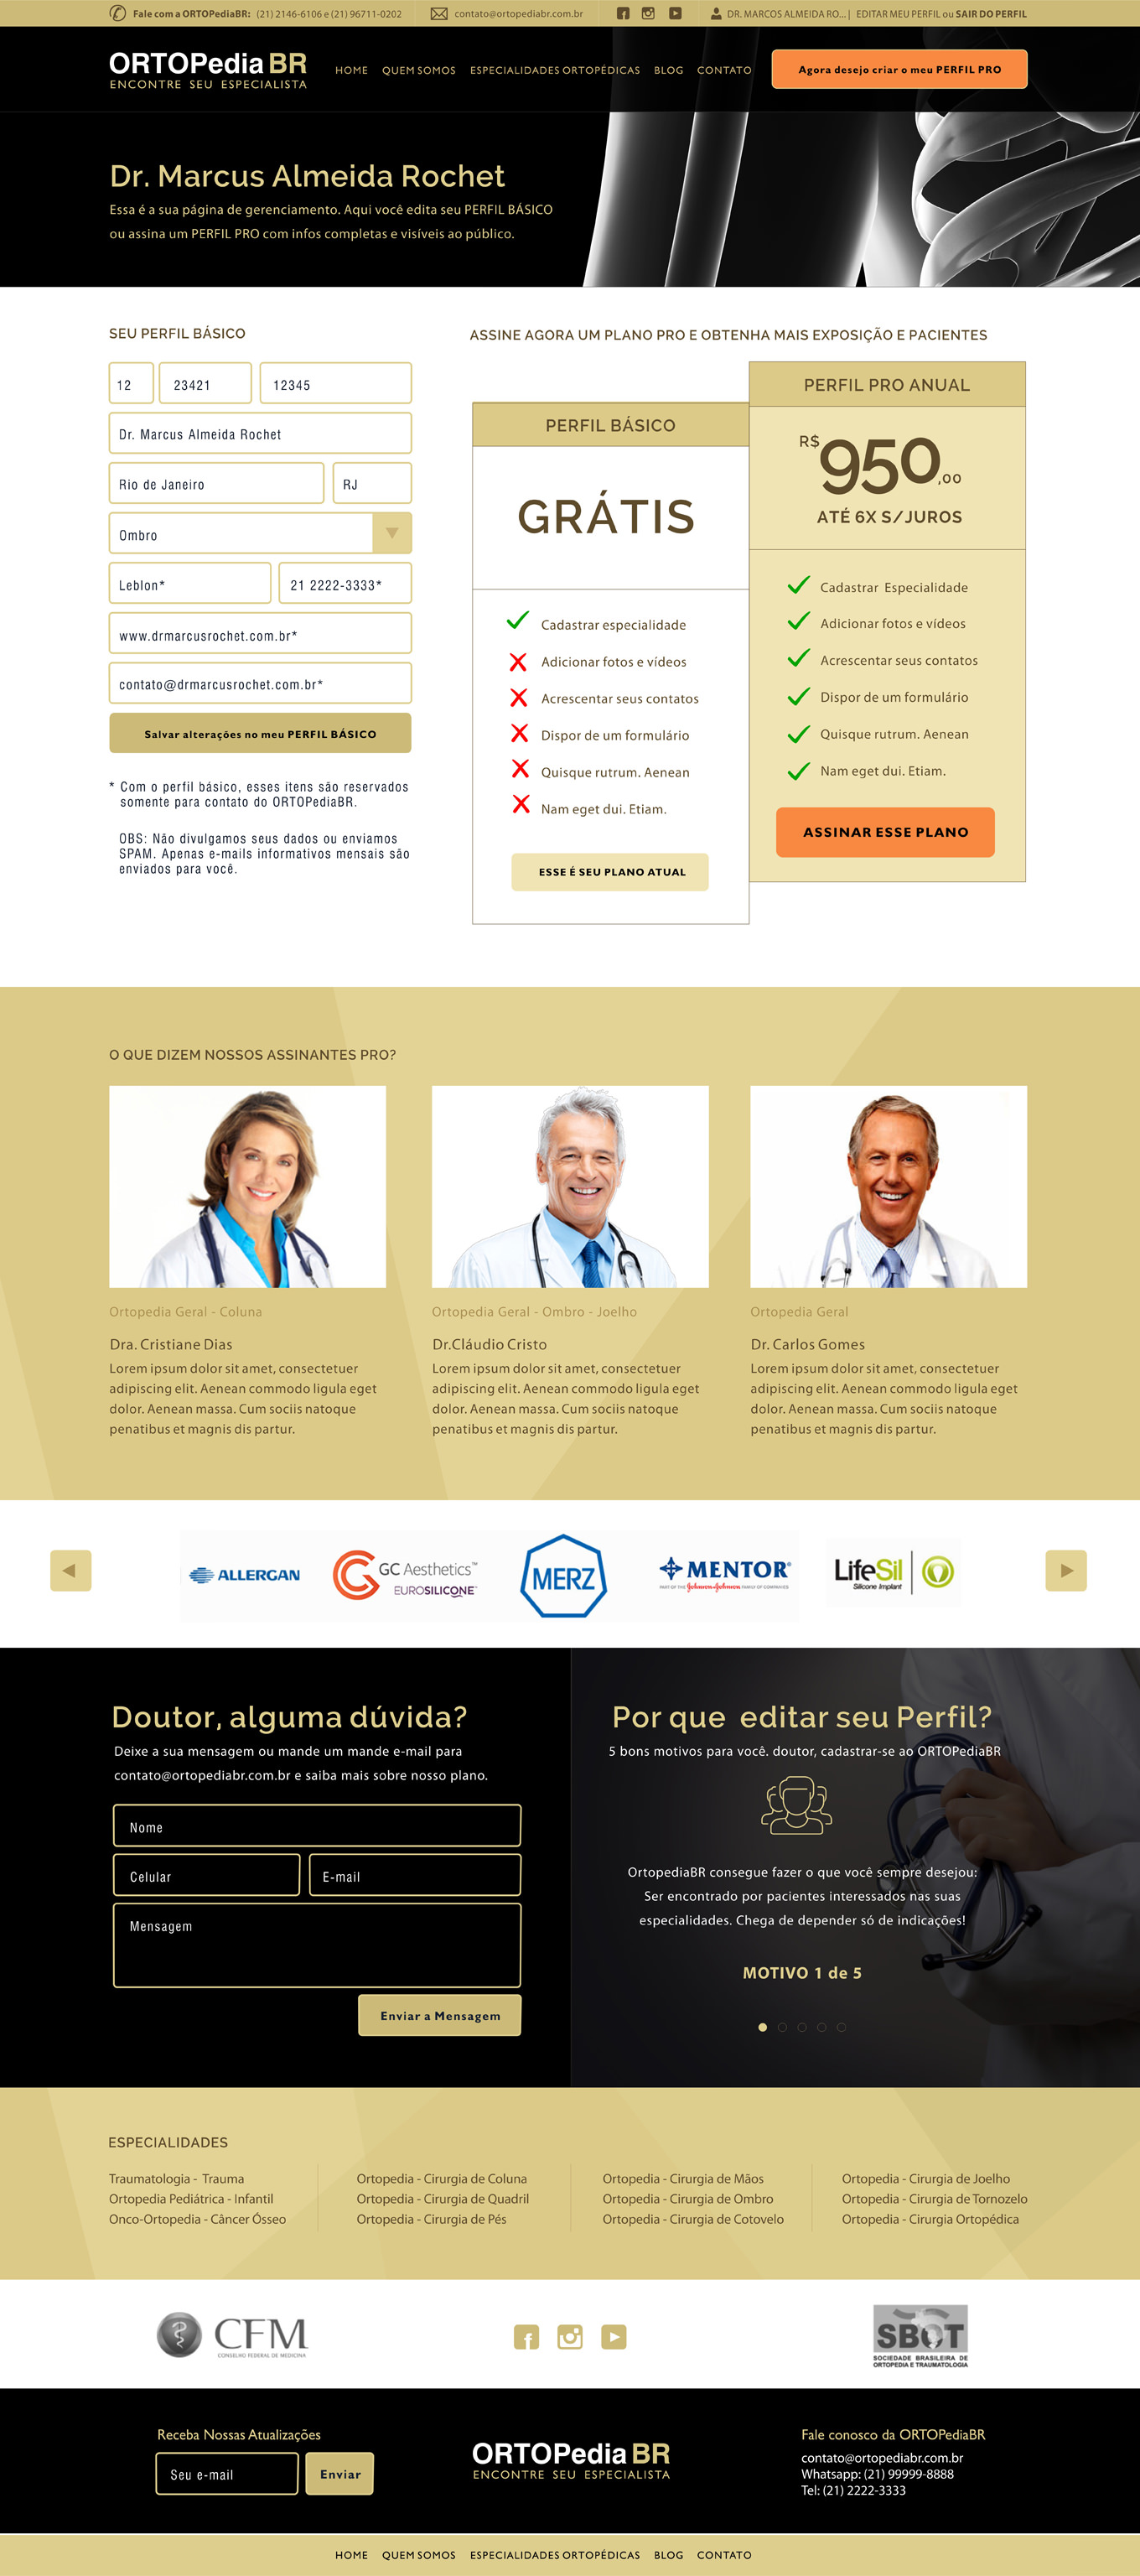 Fale com a ORTOPediaBR: (21) 2146-6106 e (21) 96711-0202
contato@ortopediabr.com.br
DR. MARCOS ALMEIDA RO... | EDITAR MEU PERFIL ou SAIR DO PERFIL
ORTOPedia BR
ENCONTRE SEU ESPECIALISTA
HOME QUEM SOMOS ESPECIALIDADES ORTOPÉDICAS BLOG CONTATO
Agora desejo criar o meu PERFIL PRO
Dr. Marcus Almeida Rochet
Essa é a sua página de gerenciamento. Aqui você edita seu PERFIL BÁSICO
ou assina um PERFIL PRO com infos completas e visíveis ao público.
SEU PERFIL BÁSICO
12 23421 12345
Dr. Marcus Almeida Rochet
Rio de Janeiro RJ
Ombro
Leblon* 21 2222-3333*
www.drmarcusrochet.com.br*
contato@drmarcusrochet.com.br*
Salvar alterações no meu PERFIL BÁSICO
* Com o perfil básico, esses itens são reservados
somente para contato do ORTOPediaBR.
OBS: Não divulgamos seus dados ou enviamos
SPAM. Apenas e-mails informativos mensais são
enviados para você.
ASSINE AGORA UM PLANO PRO E OBTENHA MAIS EXPOSIÇÃO E PACIENTES
PERFIL BÁSICO
GRÁTIS
Cadastrar especialidade
Adicionar fotos e vídeos
Acrescentar seus contatos
Dispor de um formulário
Quisque rutrum. Aenean
Nam eget dui. Etiam.
ESSE É SEU PLANO ATUAL
PERFIL PRO ANUAL
R$ 950,00
ATÉ 6X S/JUROS
Cadastrar Especialidade
Adicionar fotos e vídeos
Acrescentar seus contatos
Dispor de um formulário
Quisque rutrum. Aenean
Nam eget dui. Etiam.
ASSINAR ESSE PLANO
O QUE DIZEM NOSSOS ASSINANTES PRO?
Ortopedia Geral - Coluna
Dra. Cristiane Dias
Lorem ipsum dolor sit amet, consectetuer
adipiscing elit. Aenean commodo ligula eget
dolor. Aenean massa. Cum sociis natoque
penatibus et magnis dis partur.
Ortopedia Geral - Ombro - Joelho
Dr.Cláudio Cristo
Lorem ipsum dolor sit amet, consectetuer
adipiscing elit. Aenean commodo ligula eget
dolor. Aenean massa. Cum sociis natoque
penatibus et magnis dis partur.
Ortopedia Geral
Dr. Carlos Gomes
Lorem ipsum dolor sit amet, consectetuer
adipiscing elit. Aenean commodo ligula eget
dolor. Aenean massa. Cum sociis natoque
penatibus et magnis dis partur.
ALLERGAN
GC Aesthetics™
EUROSILICONE
MERZ
MENTOR
PART OF THE Johnson & Johnson FAMILY OF COMPANIES
LifeSil
Silicone Implant
Doutor, alguma dúvida?
Deixe a sua mensagem ou mande um mande e-mail para
contato@ortopediabr.com.br e saiba mais sobre nosso plano.
Nome
Celular E-mail
Mensagem
Enviar a Mensagem
Por que editar seu Perfil?
5 bons motivos para você. doutor, cadastrar-se ao ORTOPediaBR
OrtopediaBR consegue fazer o que você sempre desejou:
Ser encontrado por pacientes interessados nas suas
especialidades. Chega de depender só de indicações!
MOTIVO 1 de 5
ESPECIALIDADES
Traumatologia - Trauma
Ortopedia Pediátrica - Infantil
Onco-Ortopedia - Câncer Ósseo
Ortopedia - Cirurgia de Coluna
Ortopedia - Cirurgia de Quadril
Ortopedia - Cirurgia de Pés
Ortopedia - Cirurgia de Mãos
Ortopedia - Cirurgia de Ombro
Ortopedia - Cirurgia de Cotovelo
Ortopedia - Cirurgia de Joelho
Ortopedia - Cirurgia de Tornozelo
Ortopedia - Cirurgia Ortopédica
CFM
CONSELHO FEDERAL DE MEDICINA
SBOT
SOCIEDADE BRASILEIRA DE
ORTOPEDIA E TRAUMATOLOGIA
Receba Nossas Atualizações
Seu e-mail Enviar
ORTOPedia BR
ENCONTRE SEU ESPECIALISTA
Fale conosco da ORTOPediaBR
contato@ortopediabr.com.br
Whatsapp: (21) 99999-8888
Tel: (21) 2222-3333
HOME QUEM SOMOS ESPECIALIDADES ORTOPÉDICAS BLOG CONTATO